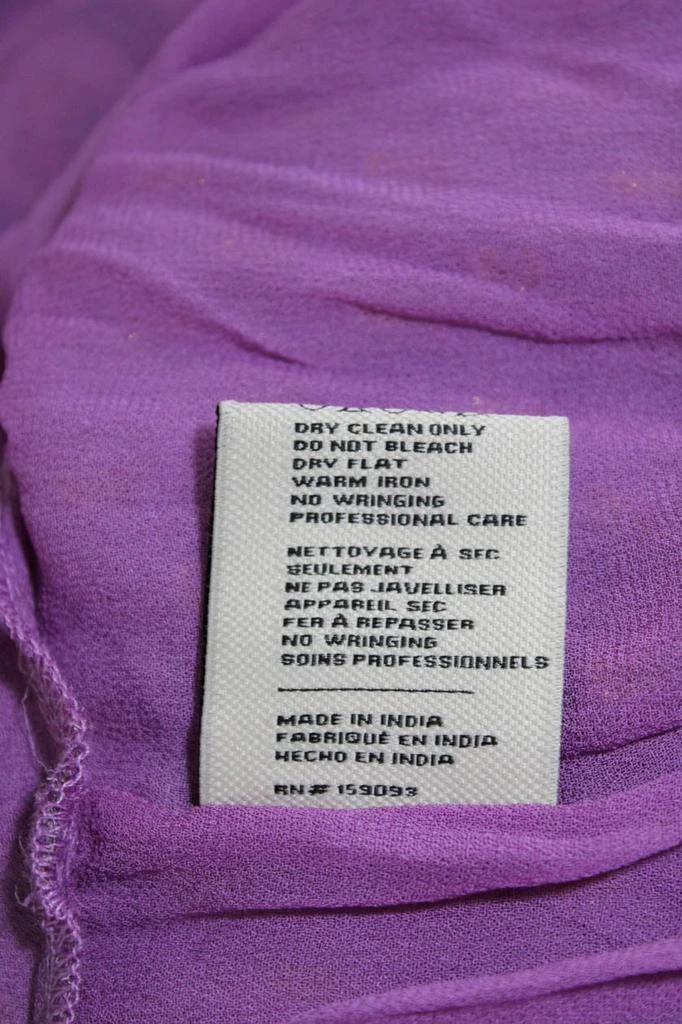 DRY CLEAN ONLY
DO NOT BLEACH
DRY FLAT
WARM IRON
NO WRINGING
PROFESSIONAL CARE
NETTOYAGE À SEC
SEULEMENT
NE PAS JAVELLISER
APPAREIL SEC
FER À REPASSER
NO WRINGING
SOINS PROFESSIONNELS
MADE IN INDIA
FABRIQUÉ EN INDIA
HECHO EN INDIA
RN# 159093